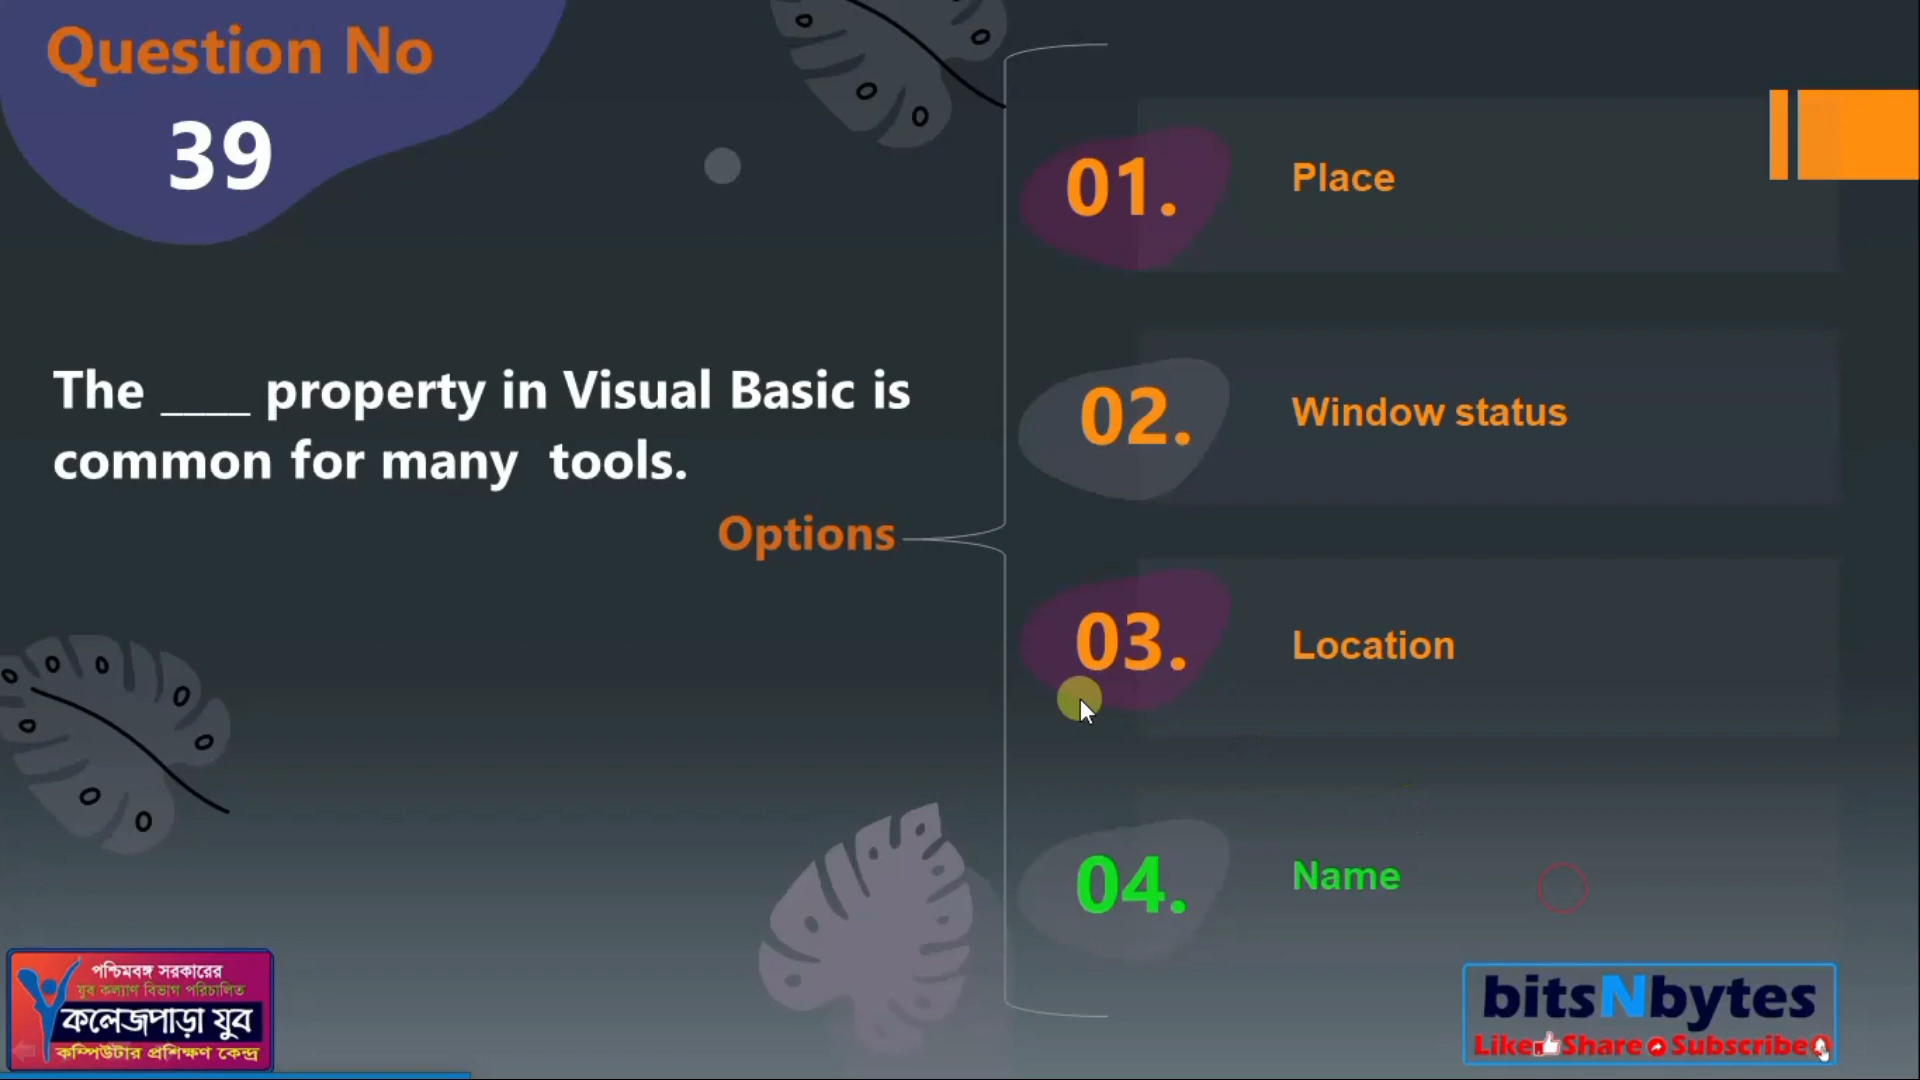 Question No
39
The ____ property in Visual Basic is
common for many tools.
Options
01.
Place
02.
Window status
03.
Location
04.
Name
পশ্চিমবঙ্গ সরকারের
যুব কল্যাণ বিভাগ পরিচালিত
কলেজপাড়া যুব
কম্পিউটার প্রশিক্ষণ কেন্দ্র
bitsNbytes
Like Share Subscribe